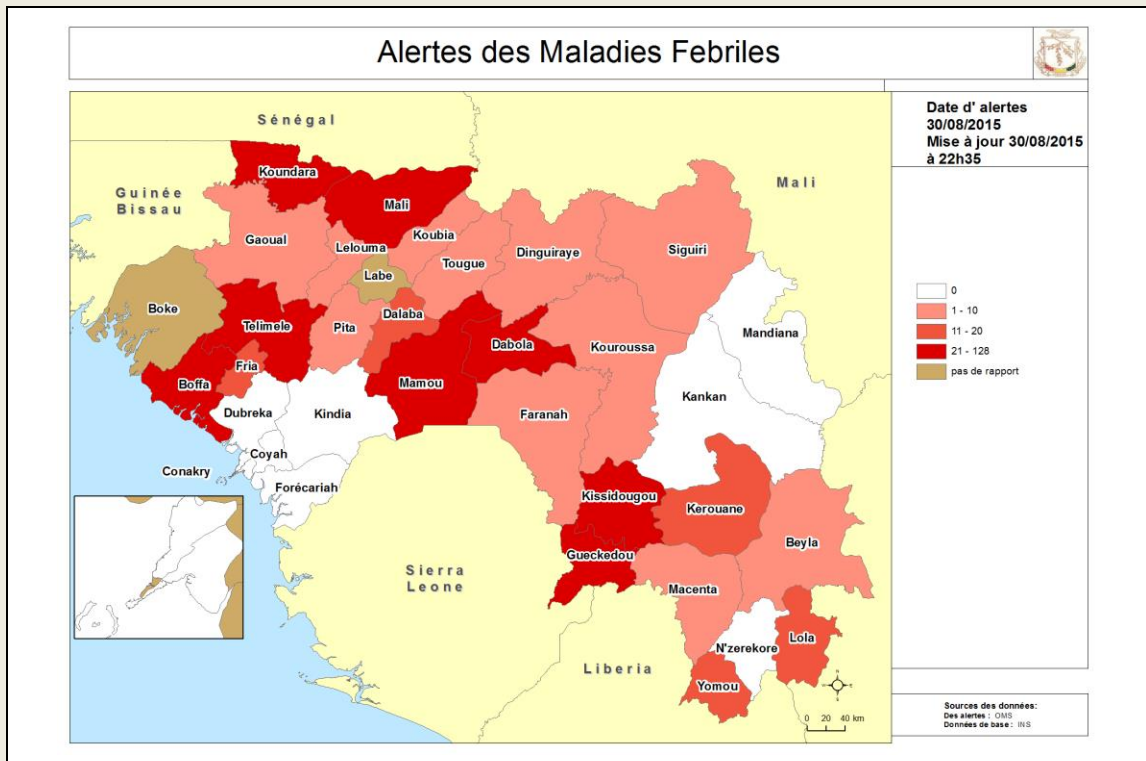 Alertes des Maladies Febriles
Date d' alertes
30/08/2015
Mise à jour 30/08/2015
à 22h35
0
1 - 10
11 - 20
21 - 128
pas de rapport
Sénégal
Guinée
Bissau
Mali
Koundara
Mali
Gaoual
Lelouma
Koubia
Labe
Tougue
Dinguiraye
Siguiri
Boke
Telimele
Pita
Dalaba
Fria
Boffa
Mamou
Dabola
Kouroussa
Mandiana
Kankan
Dubreka
Kindia
Faranah
Coyah
Conakry
Forécariah
Kissidougou
Kerouane
Gueckedou
Beyla
Sierra
Leone
Macenta
N'zerekore
Lola
Liberia
Yomou
0 20 40 km
Sources des données:
Des alertes : OMS
Données de base : INS